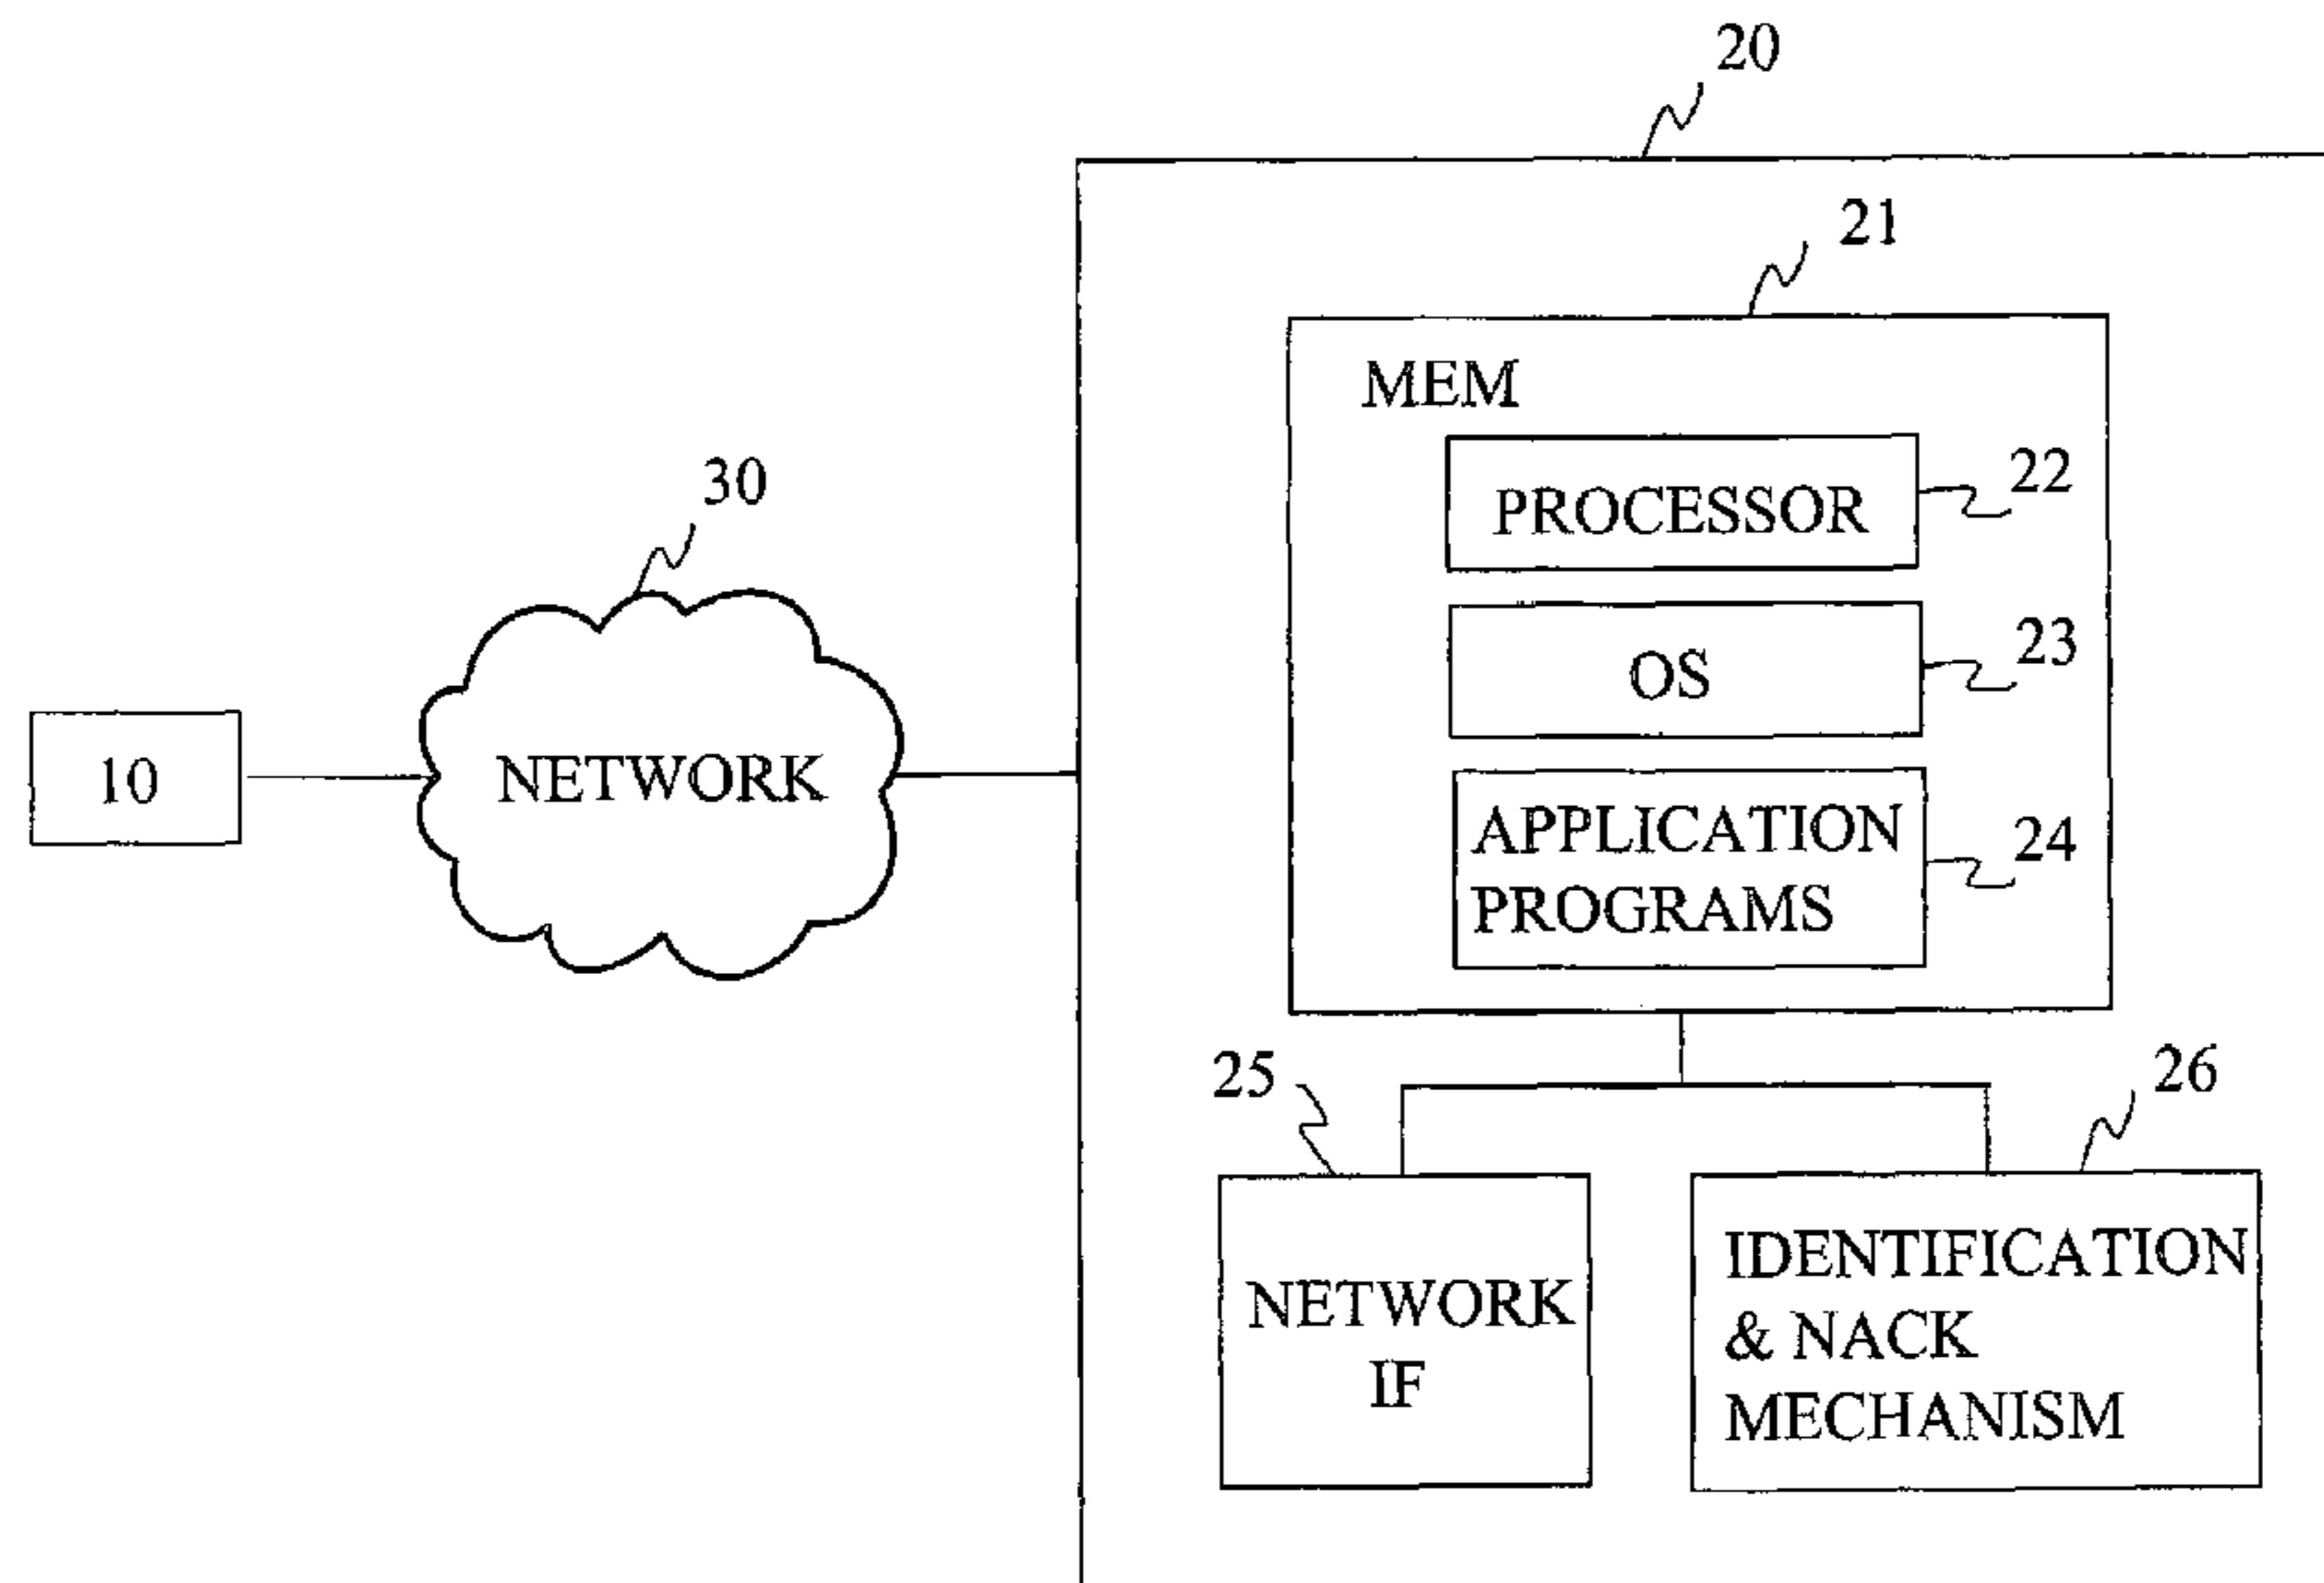 20
21
MEM
PROCESSOR
22
30
OS
23
10
NETWORK
APPLICATION
PROGRAMS
24
25
26
NETWORK
IF
IDENTIFICATION
& NACK
MECHANISM